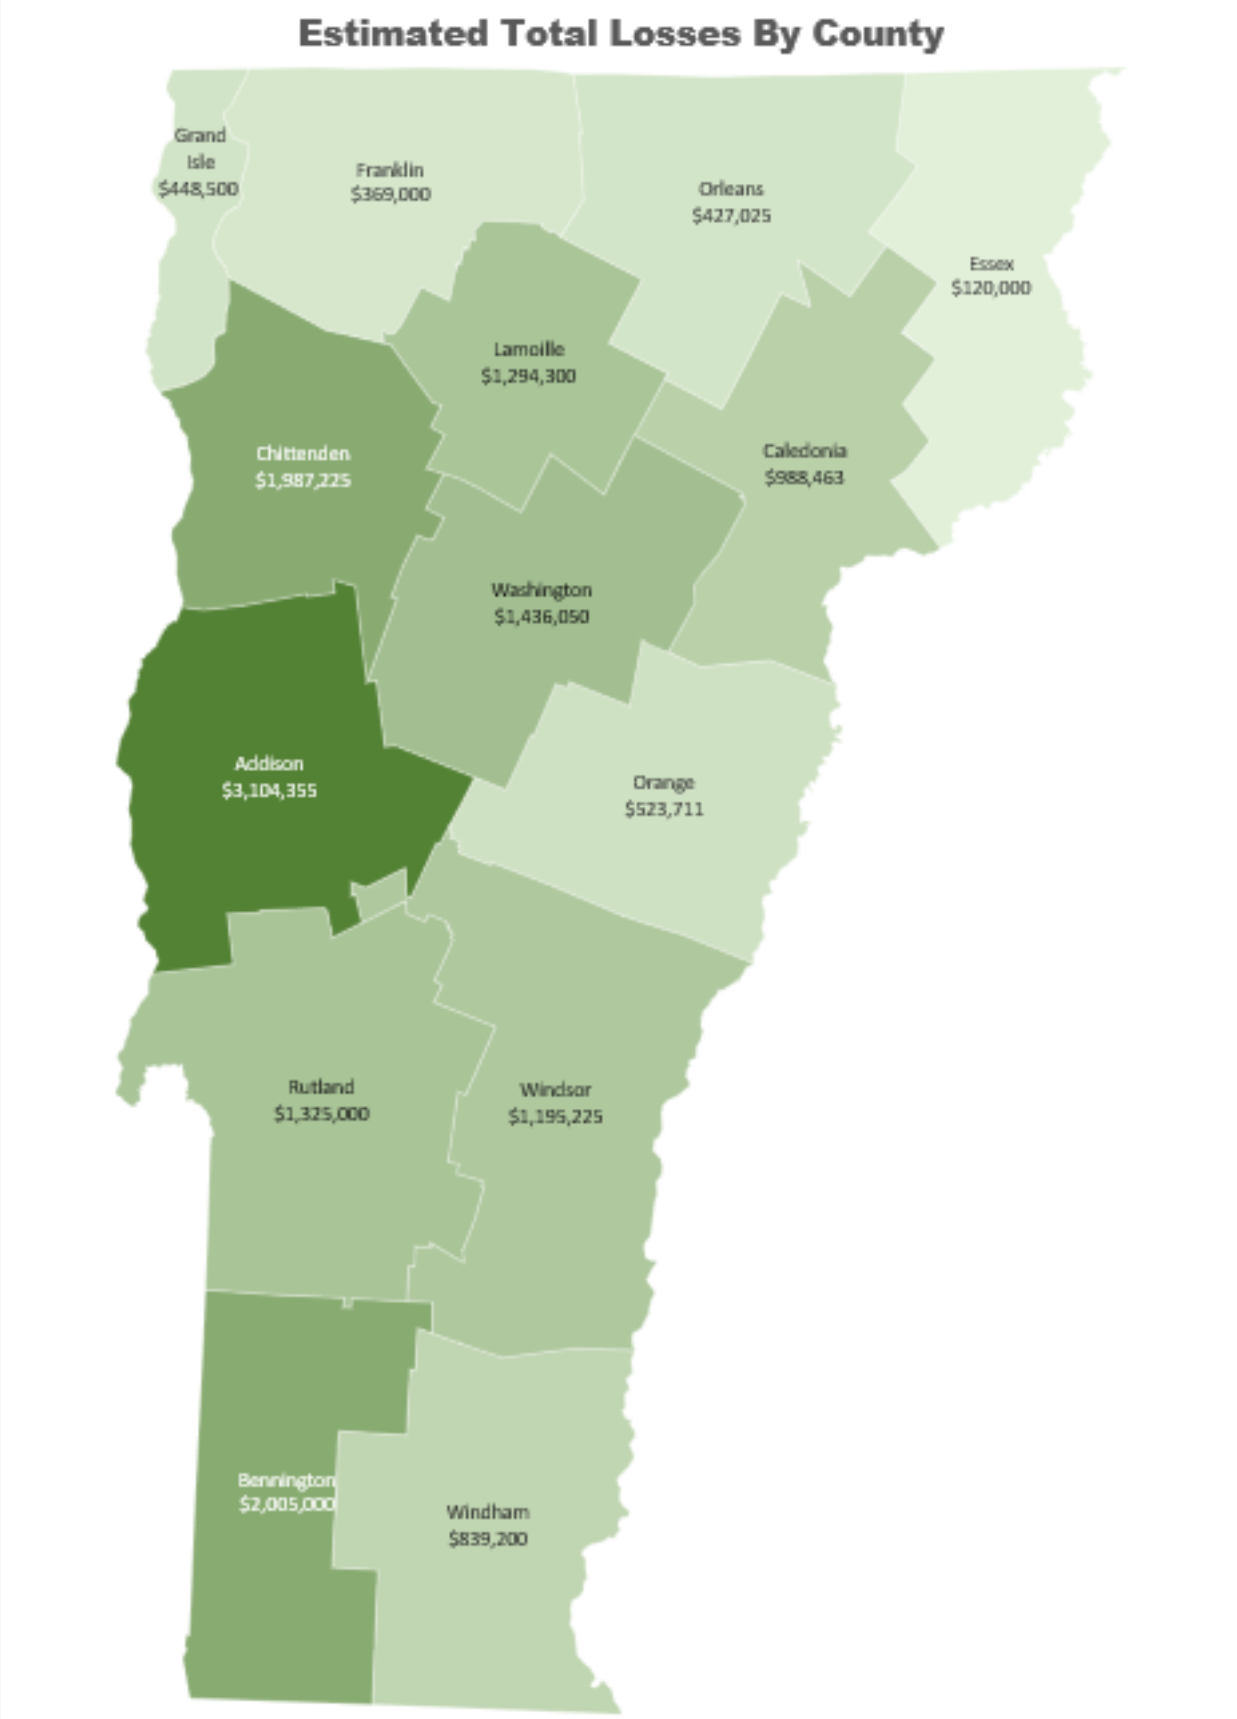 Estimated Total Losses By County
Grand
Isle
$448,500
Franklin
$369,000
Orleans
$427,025
Essex
$120,000
Lamoille
$1,294,300
Chittenden
$1,987,225
Caledonia
$988,463
Washington
$1,436,050
Addison
$3,104,355
Orange
$523,711
Rutland
$1,325,000
Windsor
$1,195,225
Bennington
$2,005,000
Windham
$839,200